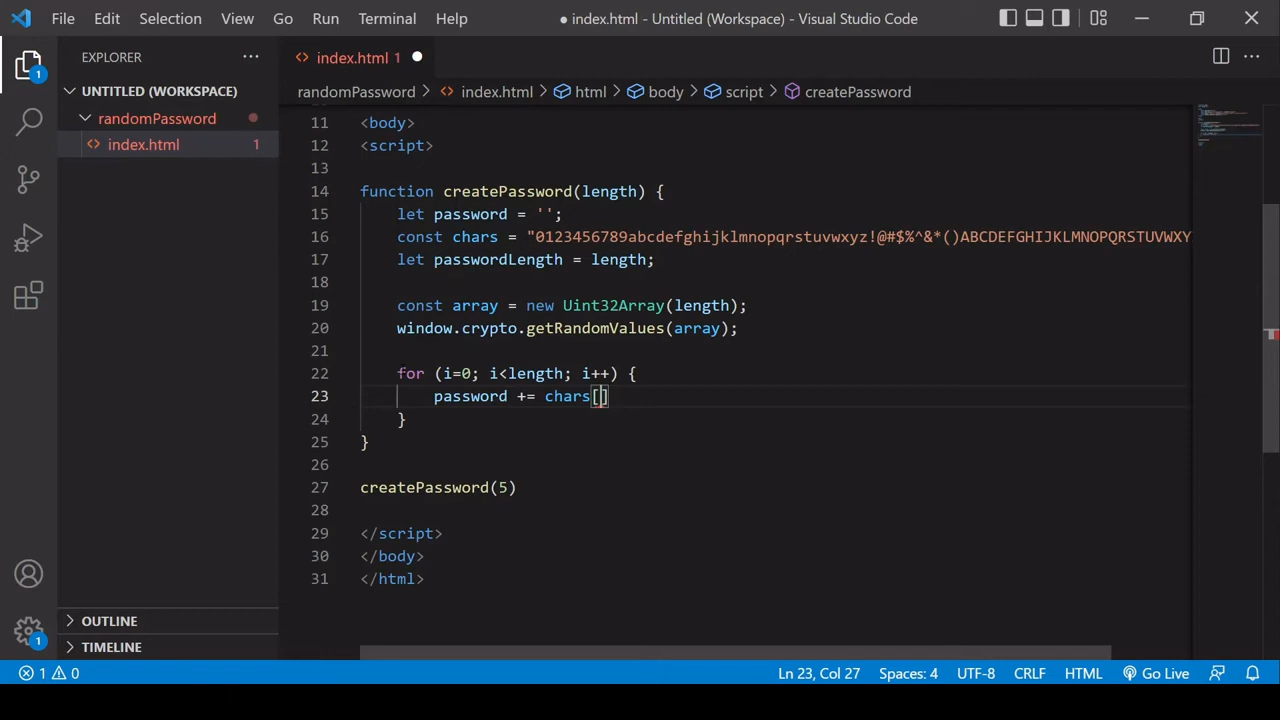 File Edit Selection View Go Run Terminal Help
● index.html - Untitled (Workspace) - Visual Studio Code
EXPLORER
index.html 1
UNTITLED (WORKSPACE)
randomPassword > index.html > html > body > script > createPassword
randomPassword
index.html 1
11 <body>
12 <script>
13
14 function createPassword(length) {
15 let password = '';
16 const chars = "0123456789abcdefghijklmnopqrstuvwxyz!@#$%^&*()ABCDEFGHIJKLMNOPQRSTUVWXY
17 let passwordLength = length;
18
19 const array = new Uint32Array(length);
20 window.crypto.getRandomValues(array);
21
22 for (i=0; i<length; i++) {
23 password += chars[]
24 }
25 }
26
27 createPassword(5)
28
29 </script>
30 </body>
31 </html>
1
1
OUTLINE
TIMELINE
1 0 Ln 23, Col 27 Spaces: 4 UTF-8 CRLF HTML Go Live